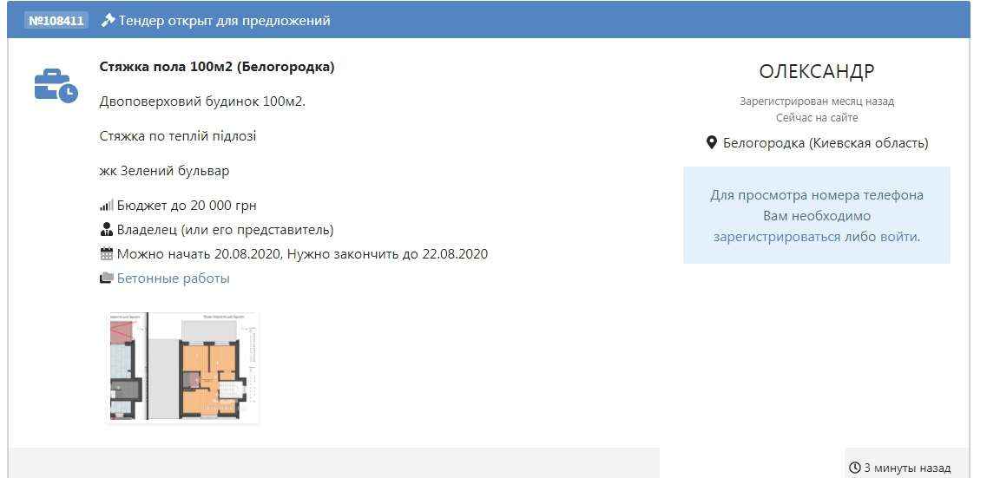 №108411 Тендер открыт для предложений
Стяжка пола 100м2 (Белогородка)
Двоповерховий будинок 100м2.
Стяжка по теплій підлозі
жк Зелений бульвар
Бюджет до 20 000 грн
Владелец (или его представитель)
Можно начать 20.08.2020, Нужно закончить до 22.08.2020
Бетонные работы
ОЛЕКСАНДР
Зарегистрирован месяц назад
Сейчас на сайте
Белогородка (Киевская область)
Для просмотра номера телефона
Вам необходимо
зарегистрироваться либо войти.
3 минуты назад